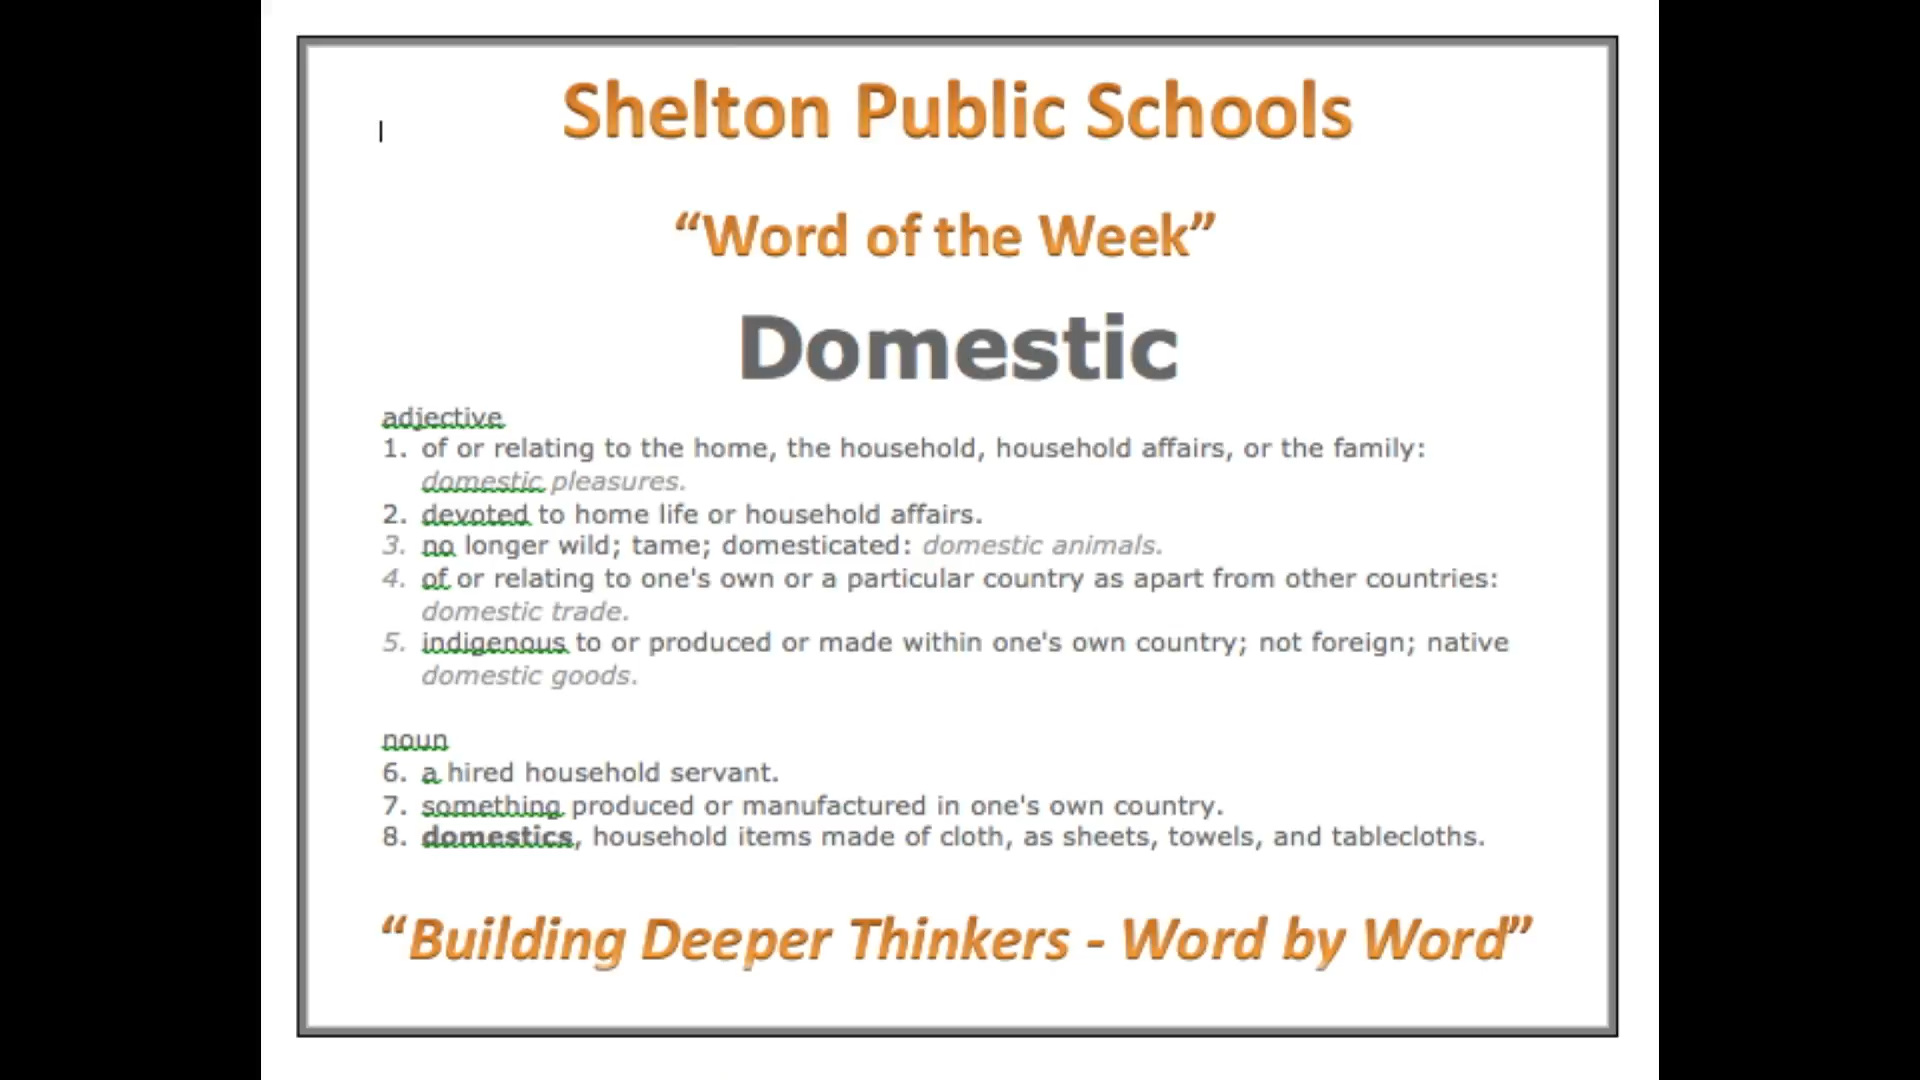 Shelton Public Schools
“Word of the Week”
Domestic
adjective
1. of or relating to the home, the household, household affairs, or the family:
domestic pleasures.
2. devoted to home life or household affairs.
3. no longer wild; tame; domesticated: domestic animals.
4. of or relating to one's own or a particular country as apart from other countries:
domestic trade.
5. indigenous to or produced or made within one's own country; not foreign; native
domestic goods.
noun
6. a hired household servant.
7. something produced or manufactured in one's own country.
8. domestics, household items made of cloth, as sheets, towels, and tablecloths.
“Building Deeper Thinkers - Word by Word”